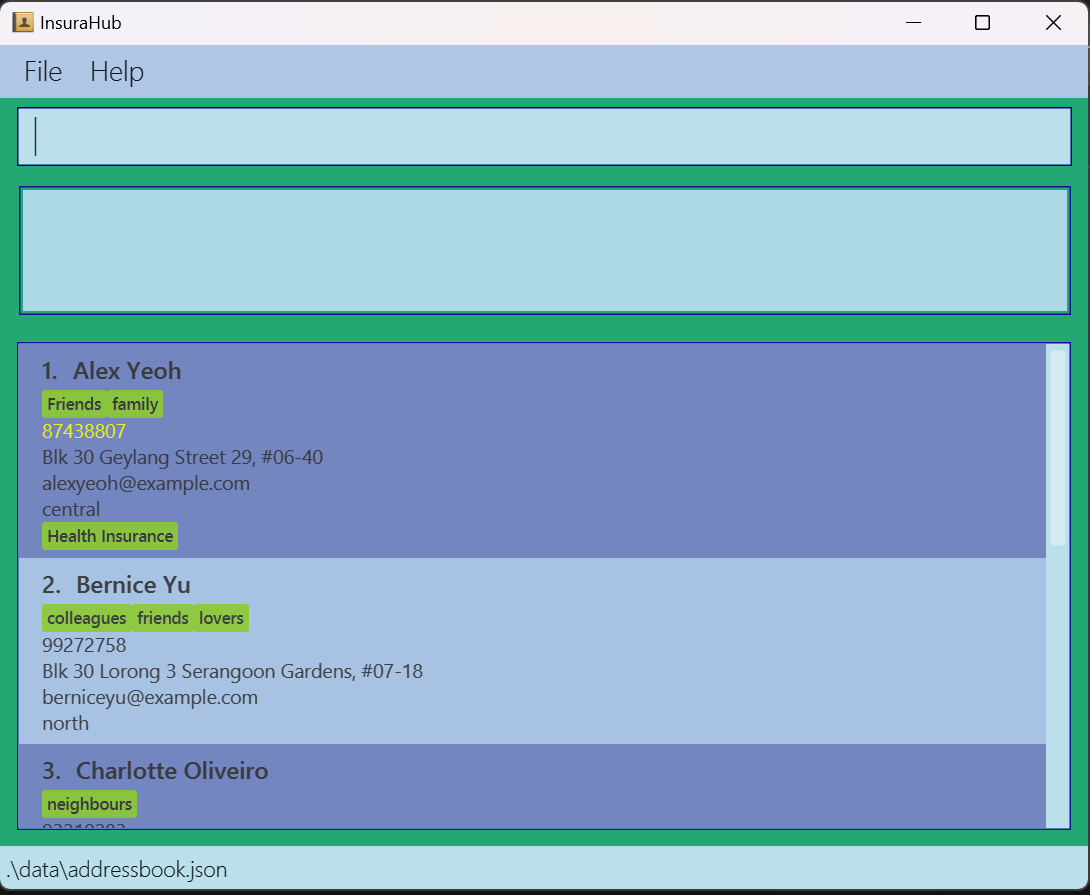 InsuraHub
File Help
1. Alex Yeoh
Friends family
87438807
Blk 30 Geylang Street 29, #06-40
alexyeoh@example.com
central
Health Insurance
2. Bernice Yu
colleagues friends lovers
99272758
Blk 30 Lorong 3 Serangoon Gardens, #07-18
berniceyu@example.com
north
3. Charlotte Oliveiro
neighbours
.\data\addressbook.json